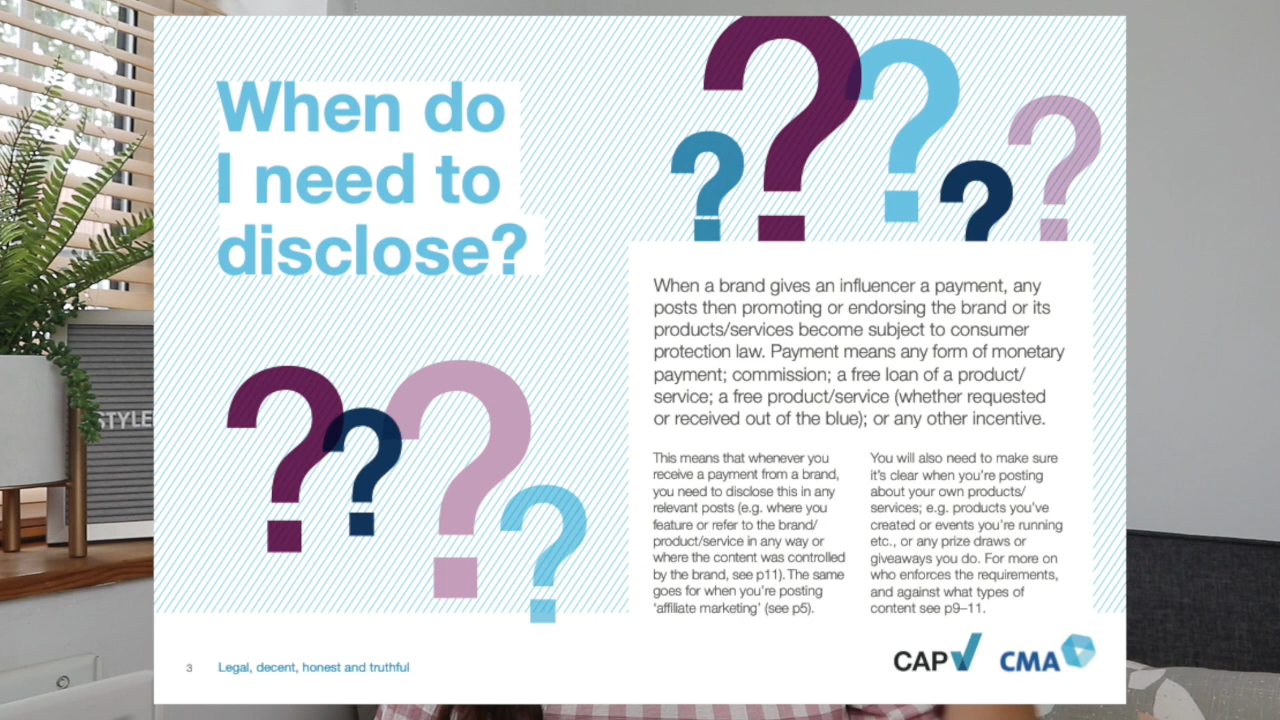 When do
I need to
disclose?
When a brand gives an influencer a payment, any
posts then promoting or endorsing the brand or its
products/services become subject to consumer
protection law. Payment means any form of monetary
payment; commission; a free loan of a product/
service; a free product/service (whether requested
or received out of the blue); or any other incentive.
This means that whenever you
receive a payment from a brand,
you need to disclose this in any
relevant posts (e.g. where you
feature or refer to the brand/
product/service in any way or
where the content was controlled
by the brand, see p11). The same
goes for when you're posting
'affiliate marketing' (see p5).
You will also need to make sure
it's clear when you're posting
about your own products/
services; e.g. products you've
created or events you're running
etc., or any prize draws or
giveaways you do. For more on
who enforces the requirements,
and against what types of
content see p9–11.
3 Legal, decent, honest and truthful
CAP
CMA
STYLE